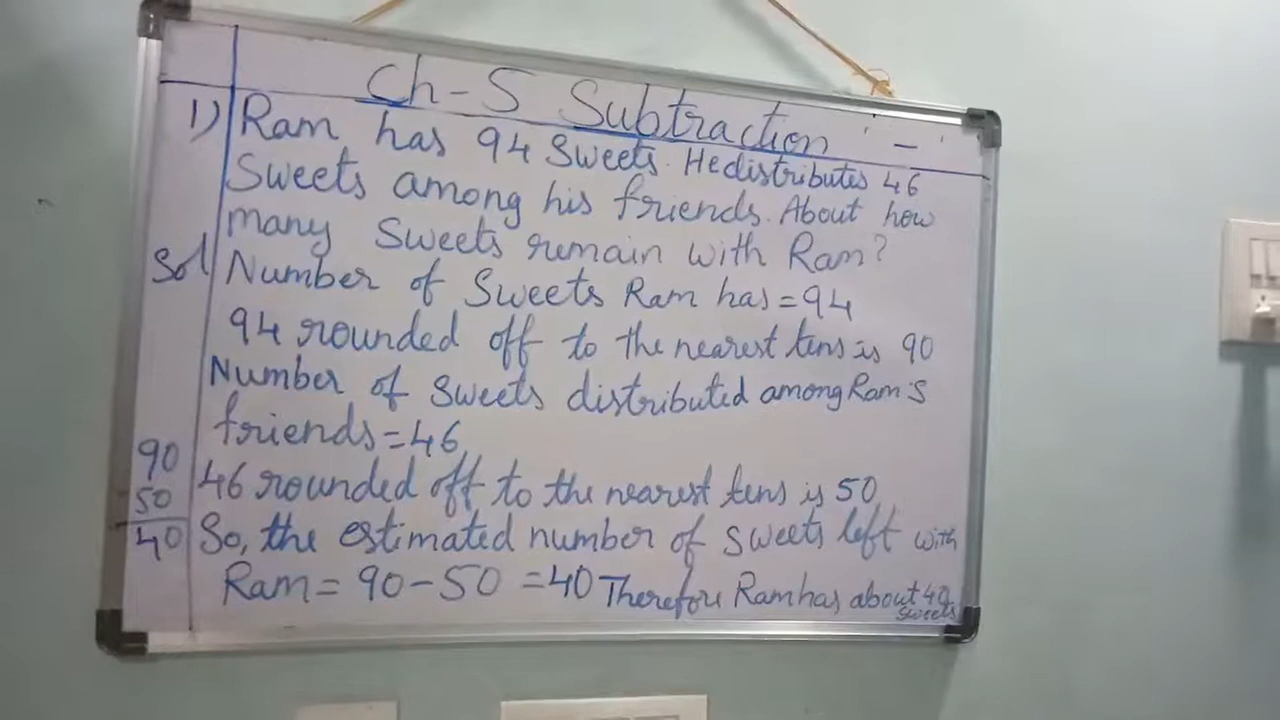 Ch-5 Subtraction '-'
1) Ram has 94 Sweets. He distributes 46
Sweets among his friends. About how
many Sweets remain with Ram?
Sol Number of Sweets Ram has = 94
94 rounded off to the nearest tens is 90
Number of Sweets distributed among Ram's
friends = 46
46 rounded off to the nearest tens is 50
So, the estimated number of sweets left with
Ram = 90 - 50 = 40 Therefore Ram has about 40
sweets
90
50
40